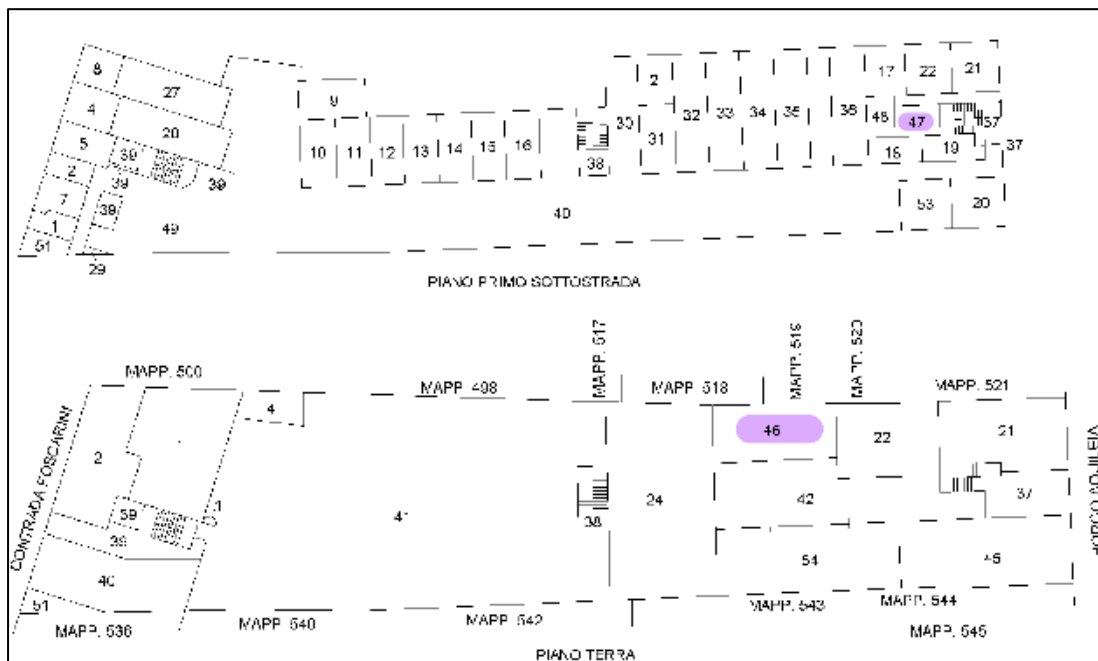 8 27 4 20 5 39 2 39 39 7 39 1 51 49 29
9
10 11 12 13 14 15 16
38 30 2 31 32 33 34 35 36
17 22 21
48 47 37
18 19 37
53 20
40
PIANO PRIMO SOTTOSTRADA
MAPP. 500
MAPP. 498
MAPP. 517
MAPP. 518
MAPP. 519
MAPP. 520
MAPP. 521
CONTRADA FOSCARINI
2
4
1
39
39
40
51
41
38
24
46
42
54
22
21
37
45
MAPP. 536
MAPP. 540
MAPP. 542
MAPP. 543
MAPP. 544
MAPP. 545
PIANO TERRA